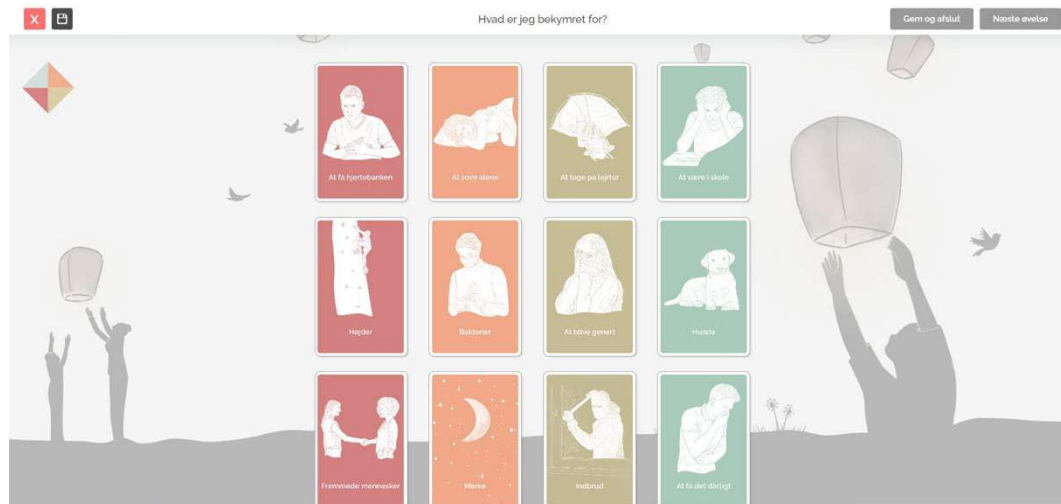 X
Hvad er jeg bekymret for?
Gem og afslut
Næste øvelse
At få hjertebanken
At sove alene
At tage på lejrtur
At være i skole
Højder
Bakterier
At blive genert
Hunde
Fremmede mennesker
Mørke
Indbrud
At få det dårligt